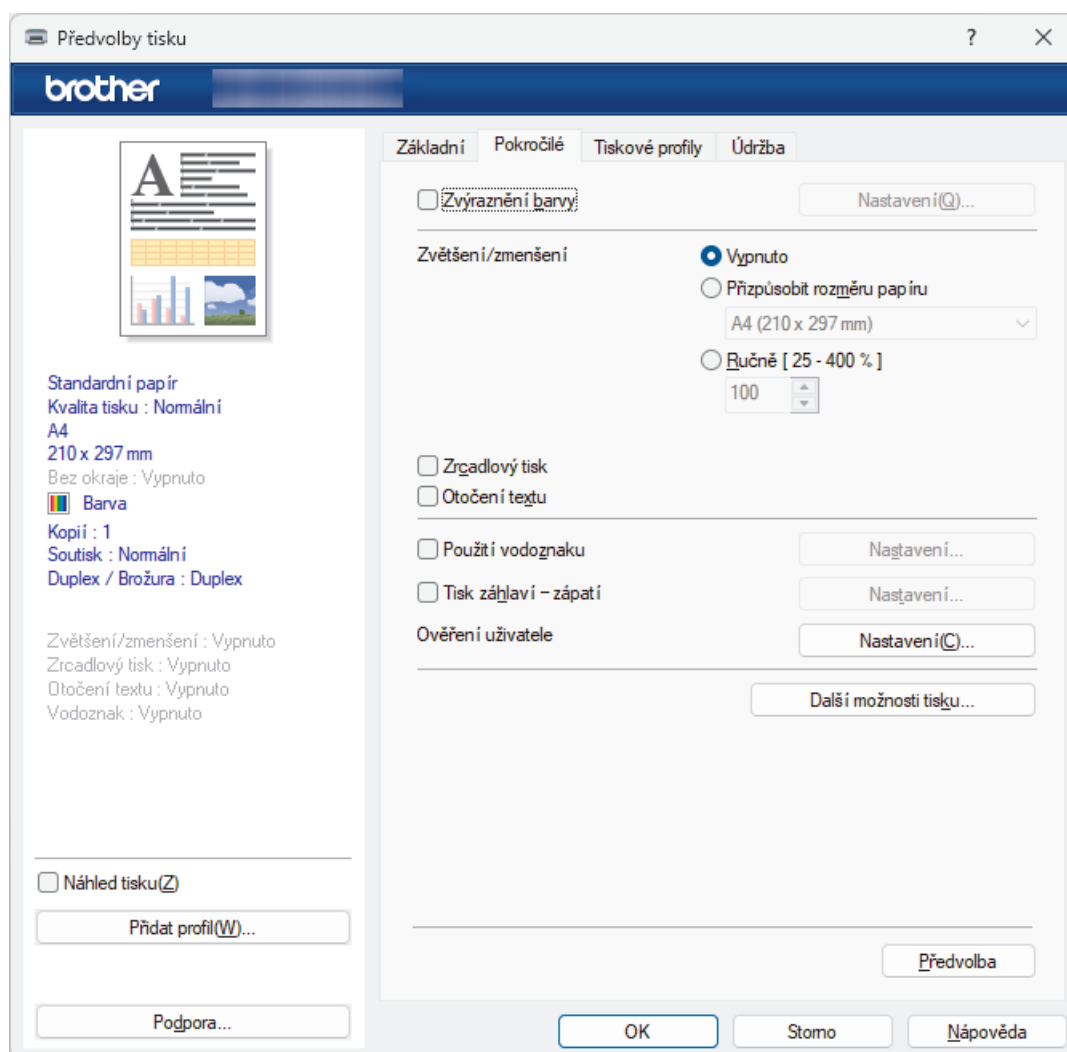 Předvolby tisku
brother
Základní Pokročilé Tiskové profily Údržba
A
Zvýraznění barvy Nastavení(Q)...
Zvětšení/zmenšení
Vypnuto
Přizpůsobit rozměru papíru
A4 (210 x 297 mm)
Ručně [ 25 - 400 % ]
100
Zrcadlový tisk
Otočení textu
Použití vodoznaku Nastavení...
Tisk záhlaví – zápatí Nastavení...
Ověření uživatele Nastavení(C)...
Další možnosti tisku...
Předvolba
Standardní papír
Kvalita tisku : Normální
A4
210 x 297 mm
Bez okraje : Vypnuto
Barva
Kopií : 1
Soutisk : Normální
Duplex / Brožura : Duplex
Zvětšení/zmenšení : Vypnuto
Zrcadlový tisk : Vypnuto
Otočení textu : Vypnuto
Vodoznak : Vypnuto
Náhled tisku(Z)
Přidat profil(W)...
Podpora...
OK Storno Nápověda